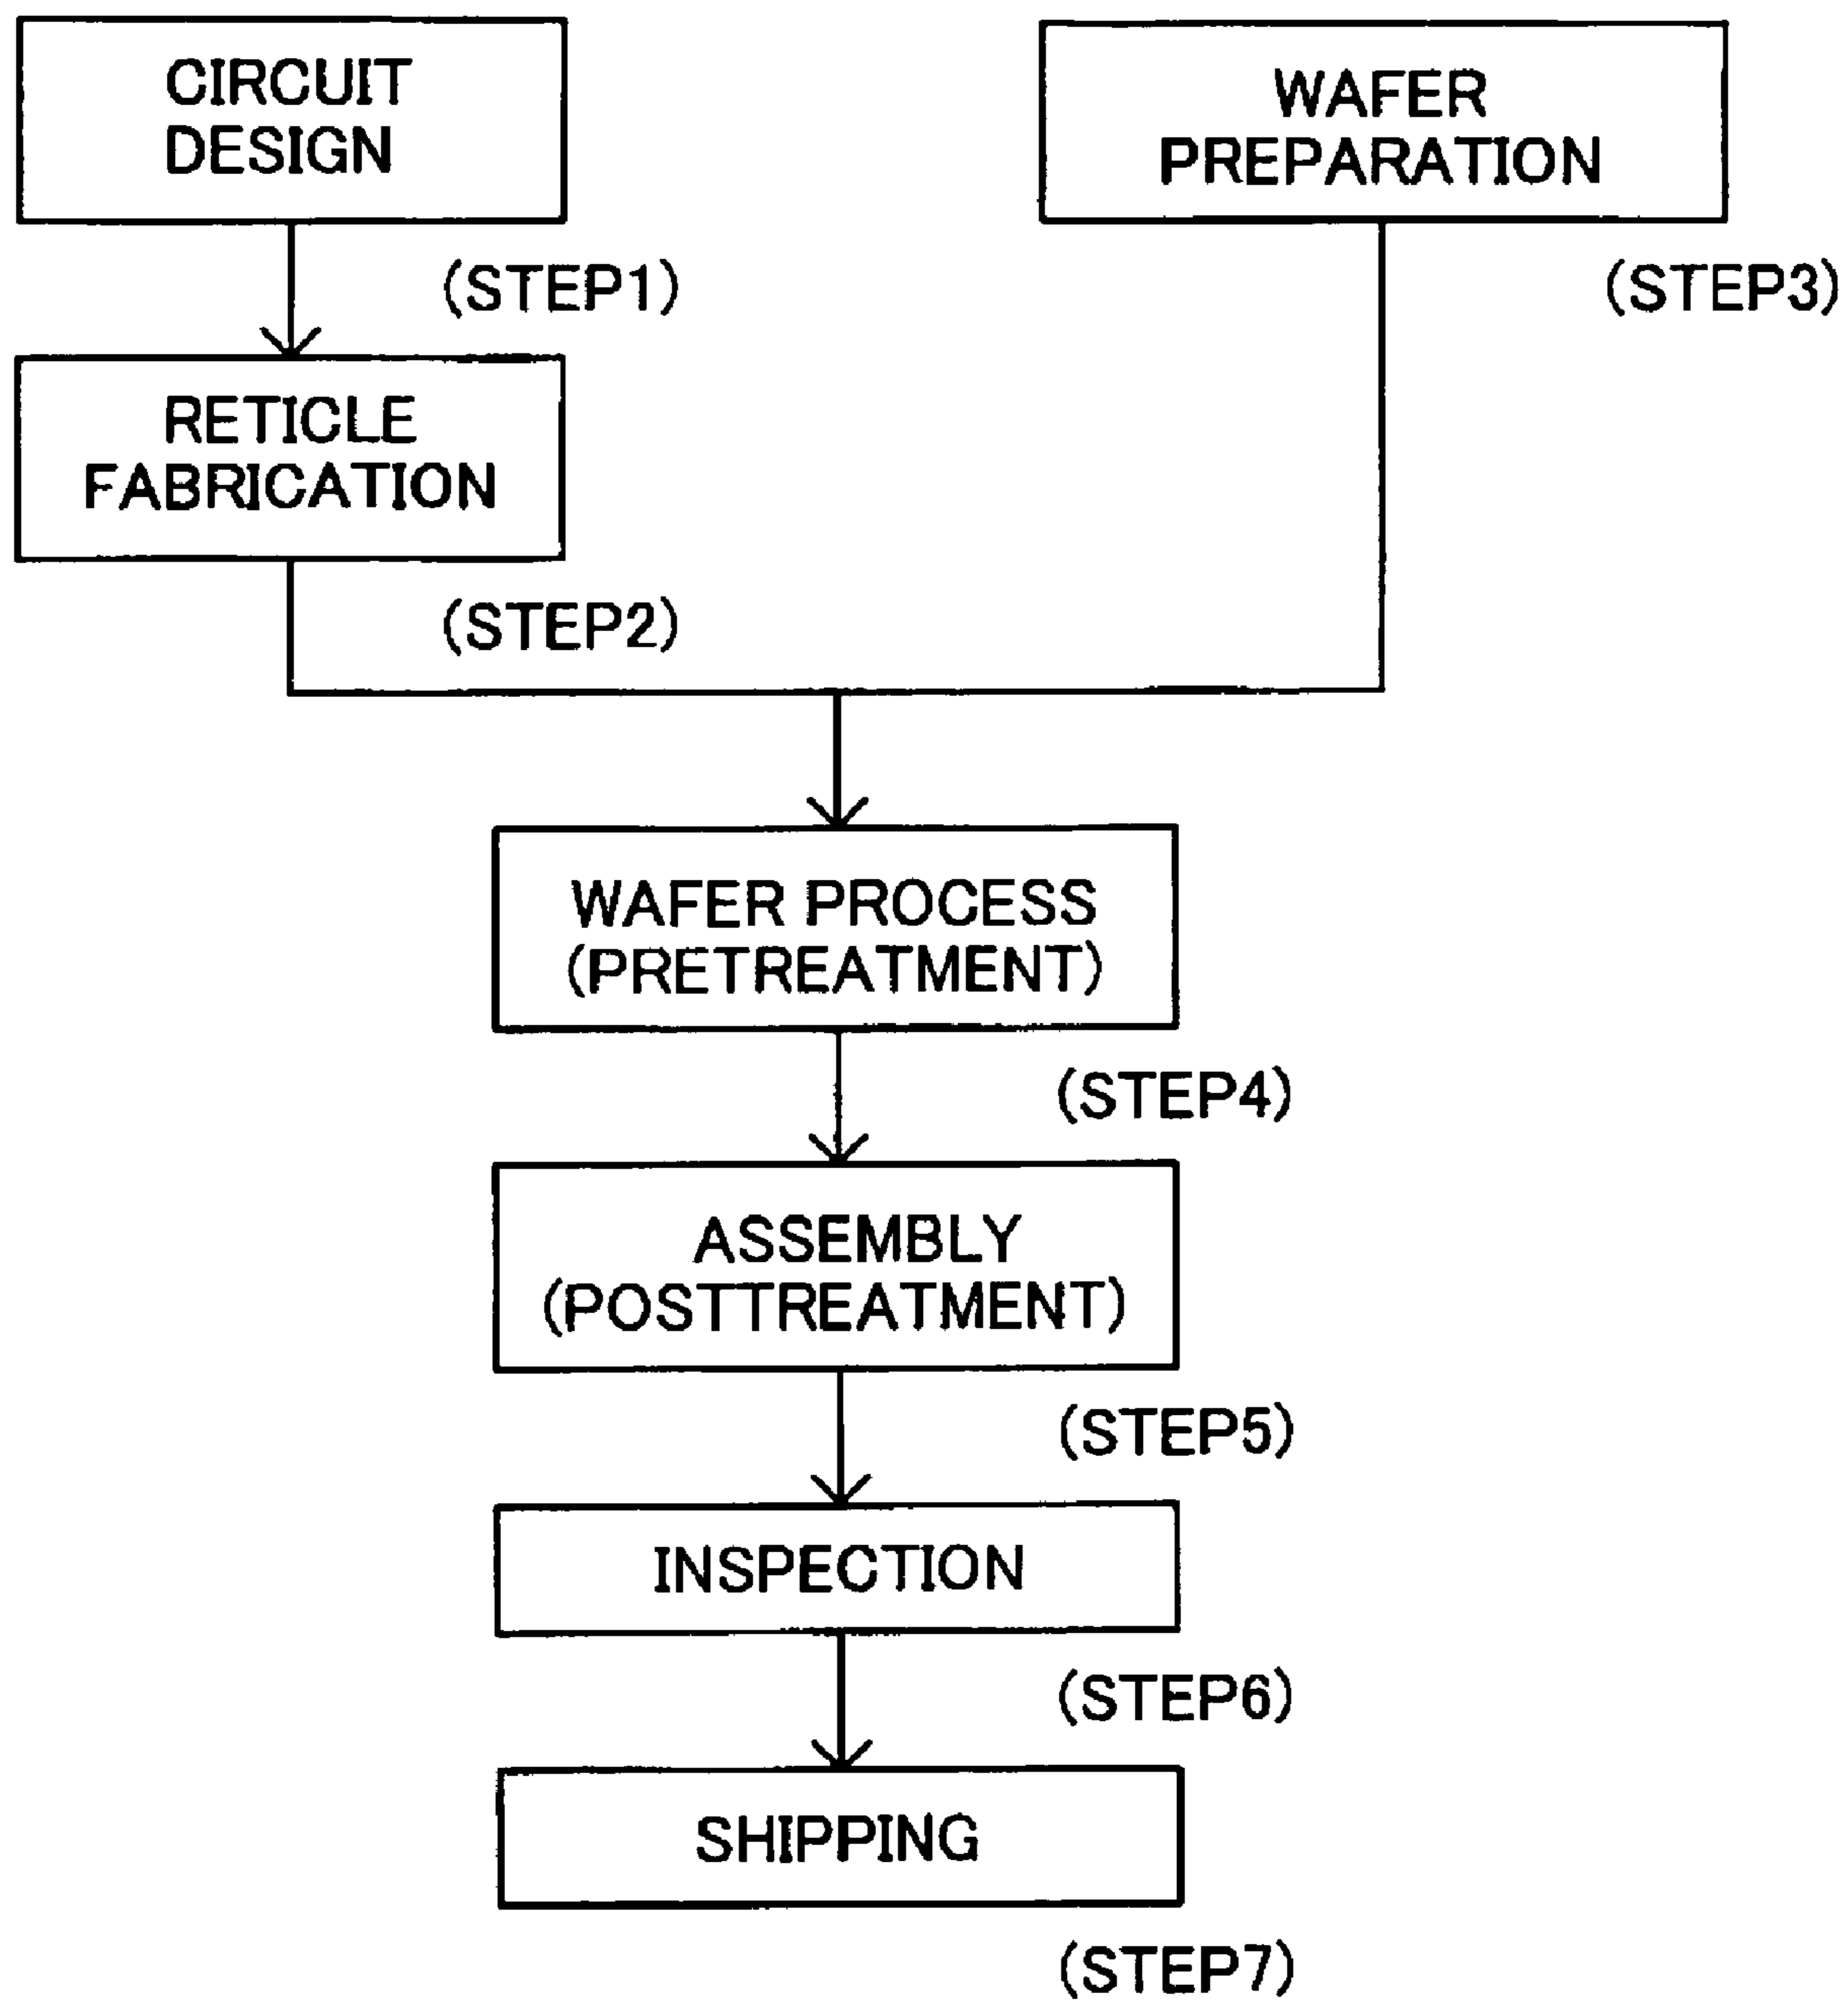 CIRCUIT
DESIGN
(STEP1)
WAFER
PREPARATION
(STEP3)
RETICLE
FABRICATION
(STEP2)
WAFER PROCESS
(PRETREATMENT)
(STEP4)
ASSEMBLY
(POSTTREATMENT)
(STEP5)
INSPECTION
(STEP6)
SHIPPING
(STEP7)